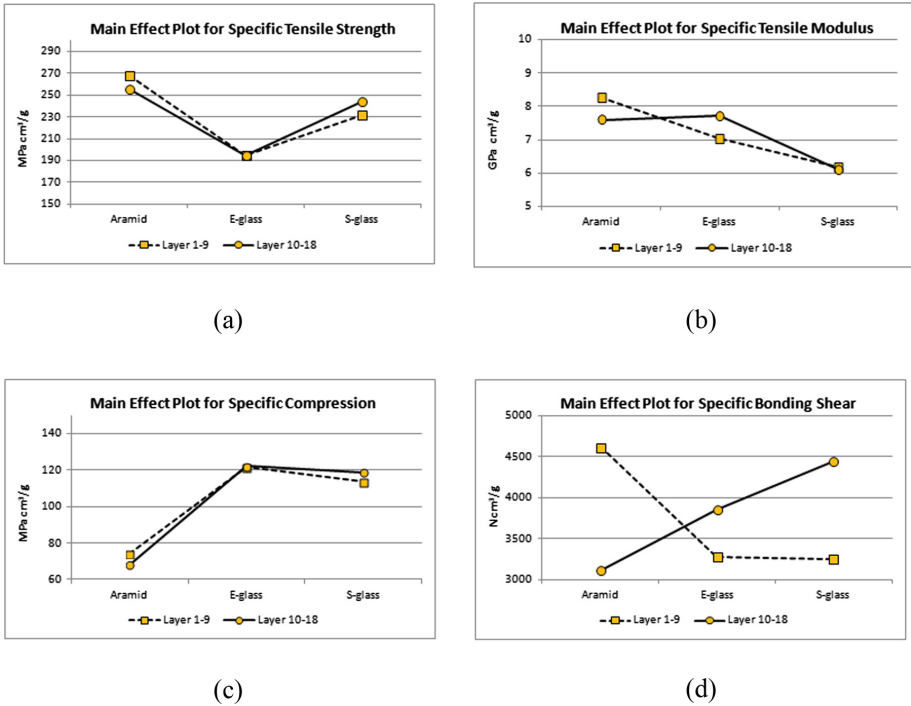 Main Effect Plot for Specific Tensile Strength
290
270
250
230
210
190
170
150
MPa cm³/g
Aramid E-glass S-glass
Layer 1-9 Layer 10-18
(a)
Main Effect Plot for Specific Tensile Modulus
10
9
8
7
6
5
GPa cm³/g
Aramid E-glass S-glass
Layer 1-9 Layer 10-18
(b)
Main Effect Plot for Specific Compression
140
120
100
80
60
MPa cm³/g
Aramid E-glass S-glass
Layer 1-9 Layer 10-18
(c)
Main Effect Plot for Specific Bonding Shear
5000
4500
4000
3500
3000
Ncm³/g
Aramid E-glass S-glass
Layer 1-9 Layer 10-18
(d)